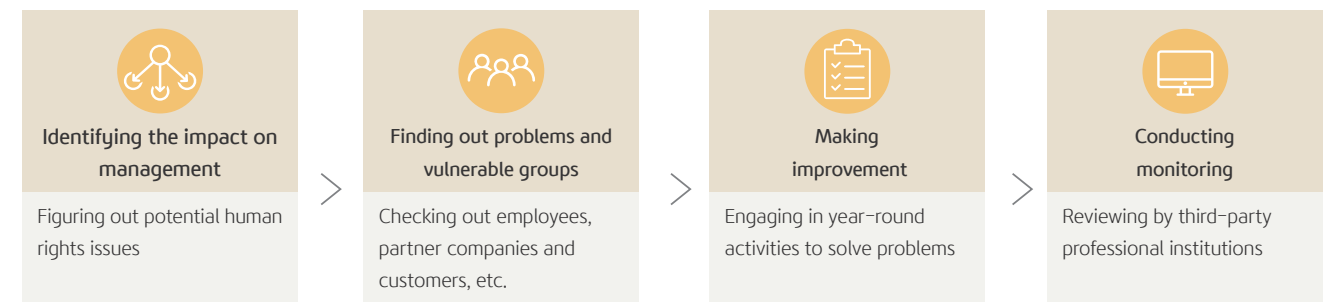 Identifying the impact on
management
Figuring out potential human
rights issues
Finding out problems and
vulnerable groups
Checking out employees,
partner companies and
customers, etc.
Making
improvement
Engaging in year-round
activities to solve problems
Conducting
monitoring
Reviewing by third-party
professional institutions